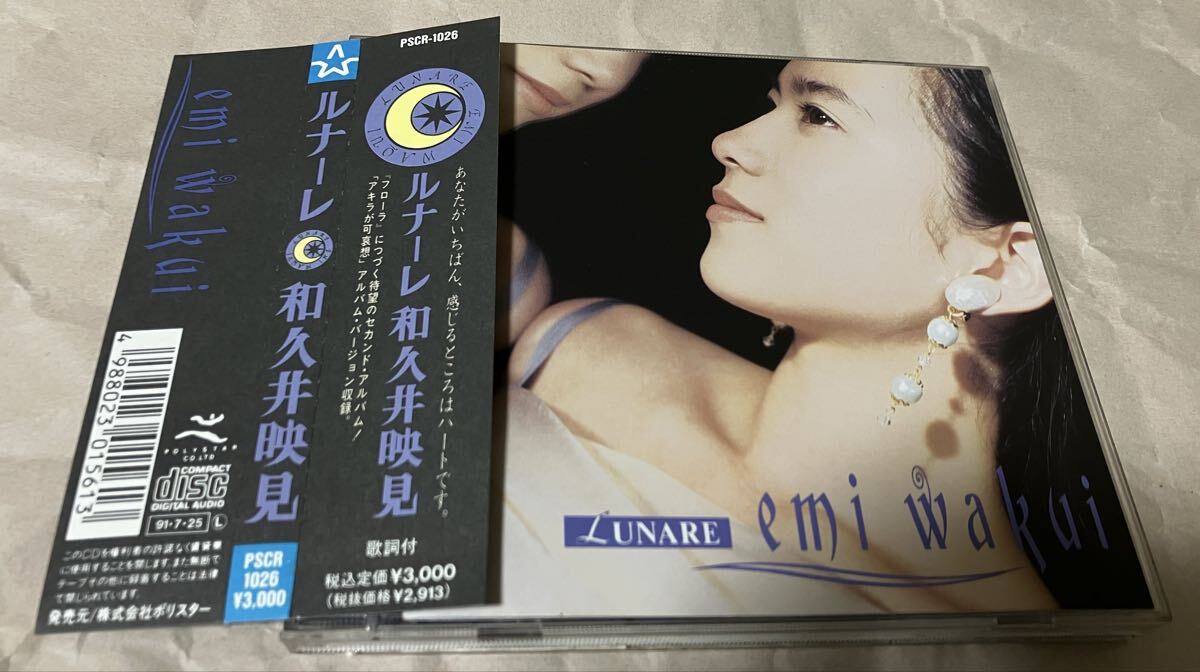 emi wakui
4 988023 015613
POLYSTAR
CO.LTD
COMPACT
disc
DIGITAL AUDIO
91・7・25 L
このCDを権利者の許諾なく賃貸業
に使用することを禁じます。また無断で
テープその他に録音することは法律
で禁じられています。
発売元/株式会社ポリスター
ルナーレ
LUNARE
和久井映見
PSCR
1026
¥3,000
PSCR-1026
LUNARE EMI WAQUI
ルナーレ 和久井映見
あなたがいちばん、感じるところはハートです。
『フローラ』につづく待望のセカンド・アルバム!
「アキラが可哀想」アルバム・バージョン収録。
歌詞付
税込定価¥3,000
(税抜価格¥2,913)
LUNARE
emi wakui